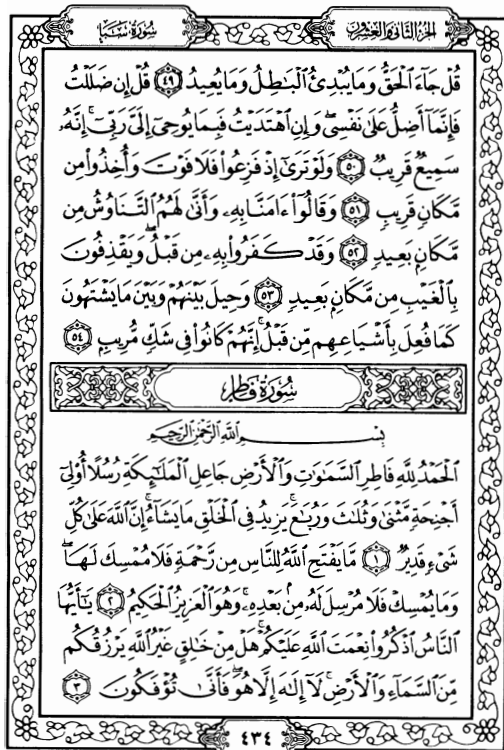 الجزء الثاني والعشرون
سورة سبأ
قُلْ جَآءَ ٱلْحَقُّ وَمَا يُبْدِئُ ٱلْبَٰطِلُ وَمَا يُعِيدُ ٤٩ قُلْ إِن ضَلَلْتُ
فَإِنَّمَآ أَضِلُّ عَلَىٰ نَفْسِىۖ وَإِنِ ٱهْتَدَيْتُ فَبِمَا يُوحِىٓ إِلَىَّ رَبِّىٓۚ إِنَّهُۥ
سَمِيعٌ قَرِيبٌ ٥٠ وَلَوْ تَرَىٰٓ إِذْ فَزِعُوا۟ فَلَا فَوْتَ وَأُخِذُوا۟ مِن
مَّكَانٍ قَرِيبٍ ٥١ وَقَالُوٓا۟ ءَامَنَّا بِهِۦ وَأَنَّىٰ لَهُمُ ٱلتَّنَاوُشُ مِن
مَّكَانٍۭ بَعِيدٍ ٥٢ وَقَدْ كَفَرُوا۟ بِهِۦ مِن قَبْلُۖ وَيَقْذِفُونَ
بِٱلْغَيْبِ مِن مَّكَانٍۭ بَعِيدٍ ٥٣ وَحِيلَ بَيْنَهُمْ وَبَيْنَ مَا يَشْتَهُونَ
كَمَا فُعِلَ بِأَشْيَاعِهِم مِّن قَبْلُۚ إِنَّهُمْ كَانُوا۟ فِى شَكٍّ مُّرِيبٍۭ ٥٤
سورة فاطر
بِسْمِ ٱللَّهِ ٱلرَّحْمَٰنِ ٱلرَّحِيمِ
ٱلْحَمْدُ لِلَّهِ فَاطِرِ ٱلسَّمَٰوَٰتِ وَٱلْأَرْضِ جَاعِلِ ٱلْمَلَٰٓئِكَةِ رُسُلًا أُو۟لِىٓ
أَجْنِحَةٍ مَّثْنَىٰ وَثُلَٰثَ وَرُبَٰعَۚ يَزِيدُ فِى ٱلْخَلْقِ مَا يَشَآءُۚ إِنَّ ٱللَّهَ عَلَىٰ كُلِّ
شَىْءٍ قَدِيرٌ ١ مَّا يَفْتَحِ ٱللَّهُ لِلنَّاسِ مِن رَّحْمَةٍ فَلَا مُمْسِكَ لَهَاۖ
وَمَا يُمْسِكْ فَلَا مُرْسِلَ لَهُۥ مِنۢ بَعْدِهِۦۚ وَهُوَ ٱلْعَزِيزُ ٱلْحَكِيمُ ٢ يَٰٓأَيُّهَا
ٱلنَّاسُ ٱذْكُرُوا۟ نِعْمَتَ ٱللَّهِ عَلَيْكُمْۚ هَلْ مِنْ خَٰلِقٍ غَيْرُ ٱللَّهِ يَرْزُقُكُم
مِّنَ ٱلسَّمَآءِ وَٱلْأَرْضِۚ لَآ إِلَٰهَ إِلَّا هُوَۖ فَأَنَّىٰ تُؤْفَكُونَ ٣
٤٣٤